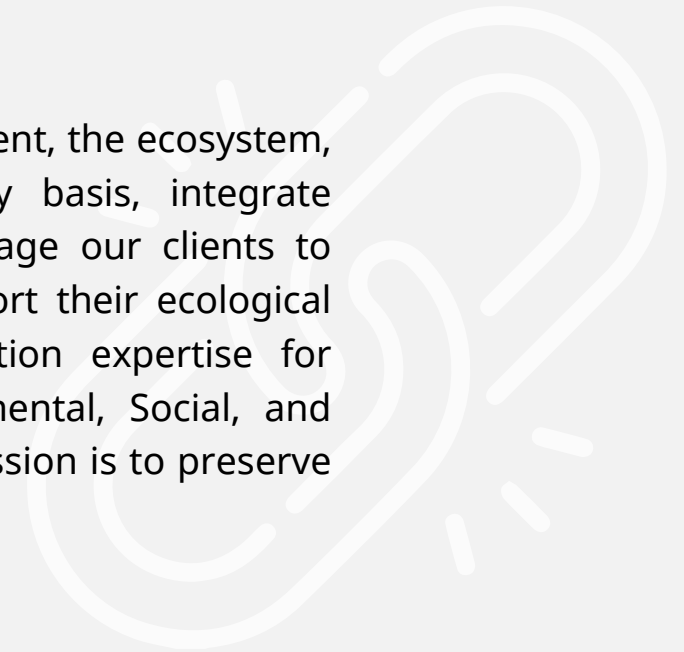 ent, the ecosystem,
y basis, integrate
age our clients to
ort their ecological
tion expertise for
mental, Social, and
ssion is to preserve